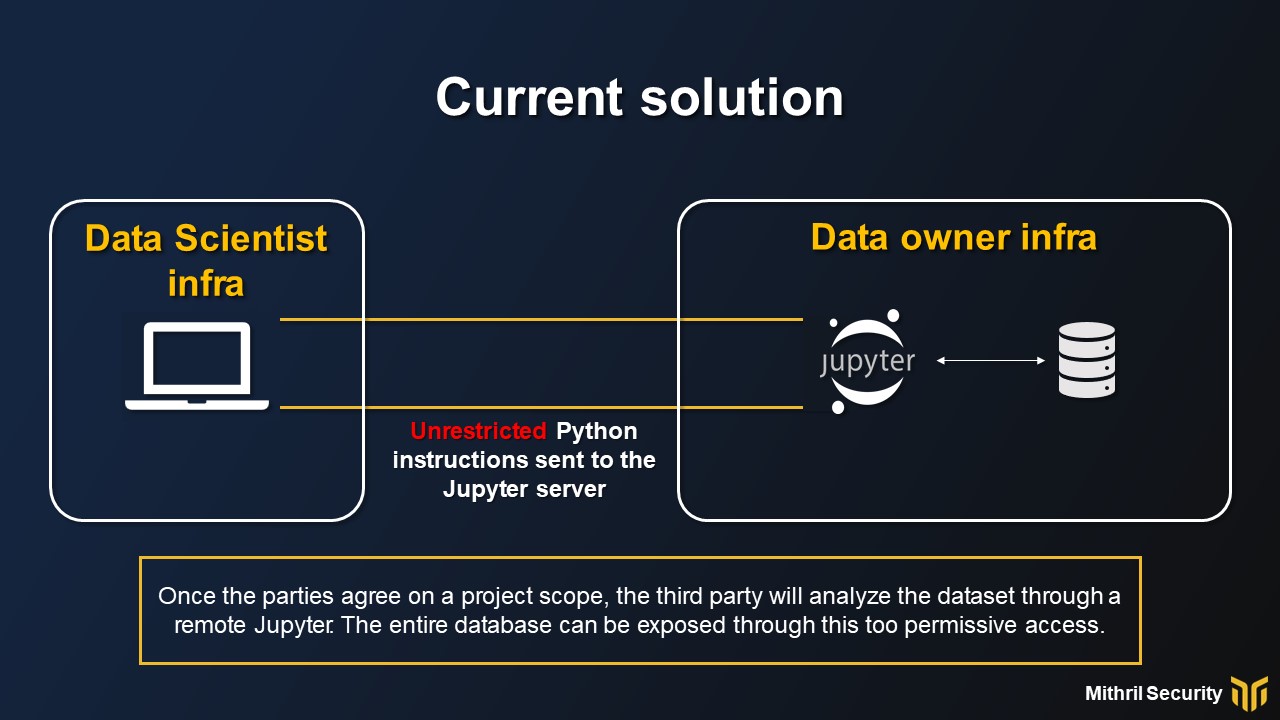 Current solution
Data Scientist
infra
Data owner infra
jupyter
Unrestricted Python
instructions sent to the
Jupyter server
Once the parties agree on a project scope, the third party will analyze the dataset through a
remote Jupyter. The entire database can be exposed through this too permissive access.
Mithril Security